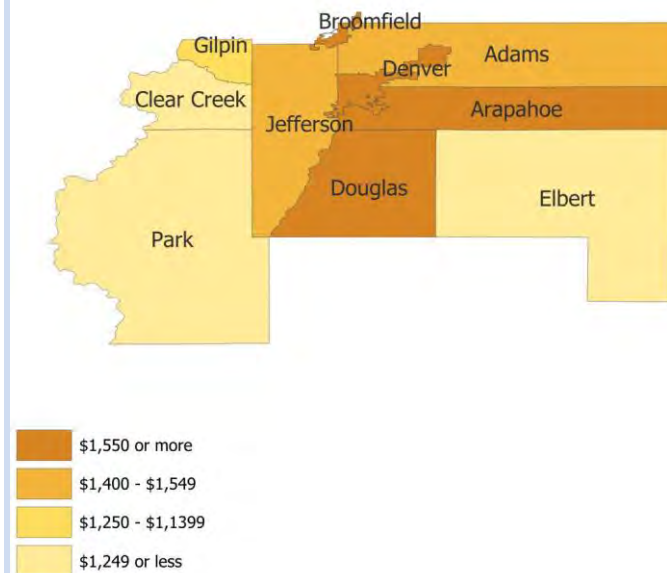 Broomfield
Gilpin
Adams
Denver
Clear Creek
Arapahoe
Jefferson
Douglas
Elbert
Park
$1,550 or more
$1,400 - $1,549
$1,250 - $1,1399
$1,249 or less